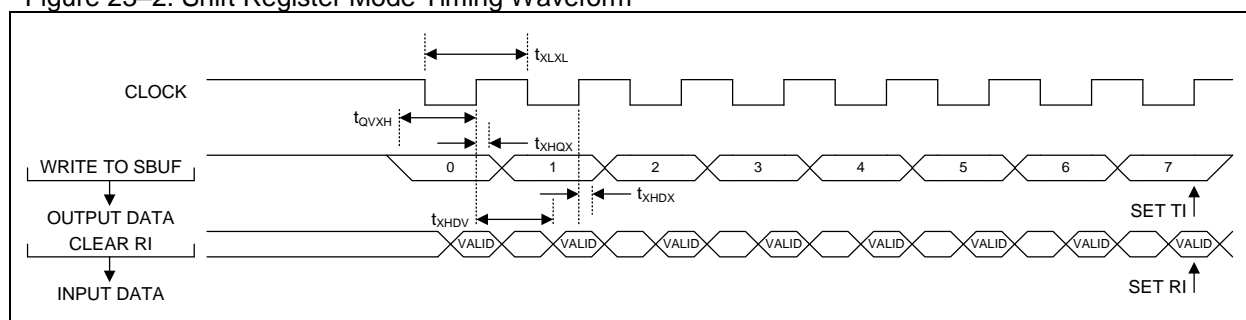 Figure 23–2. Shift Register Mode Timing Waveform
tXLXL
CLOCK
tQVXH
tXHQX
WRITE TO SBUF
0 1 2 3 4 5 6 7
tXHDX
OUTPUT DATA
SET TI
tXHDV
CLEAR RI
VALID VALID VALID VALID VALID VALID VALID VALID
SET RI
INPUT DATA